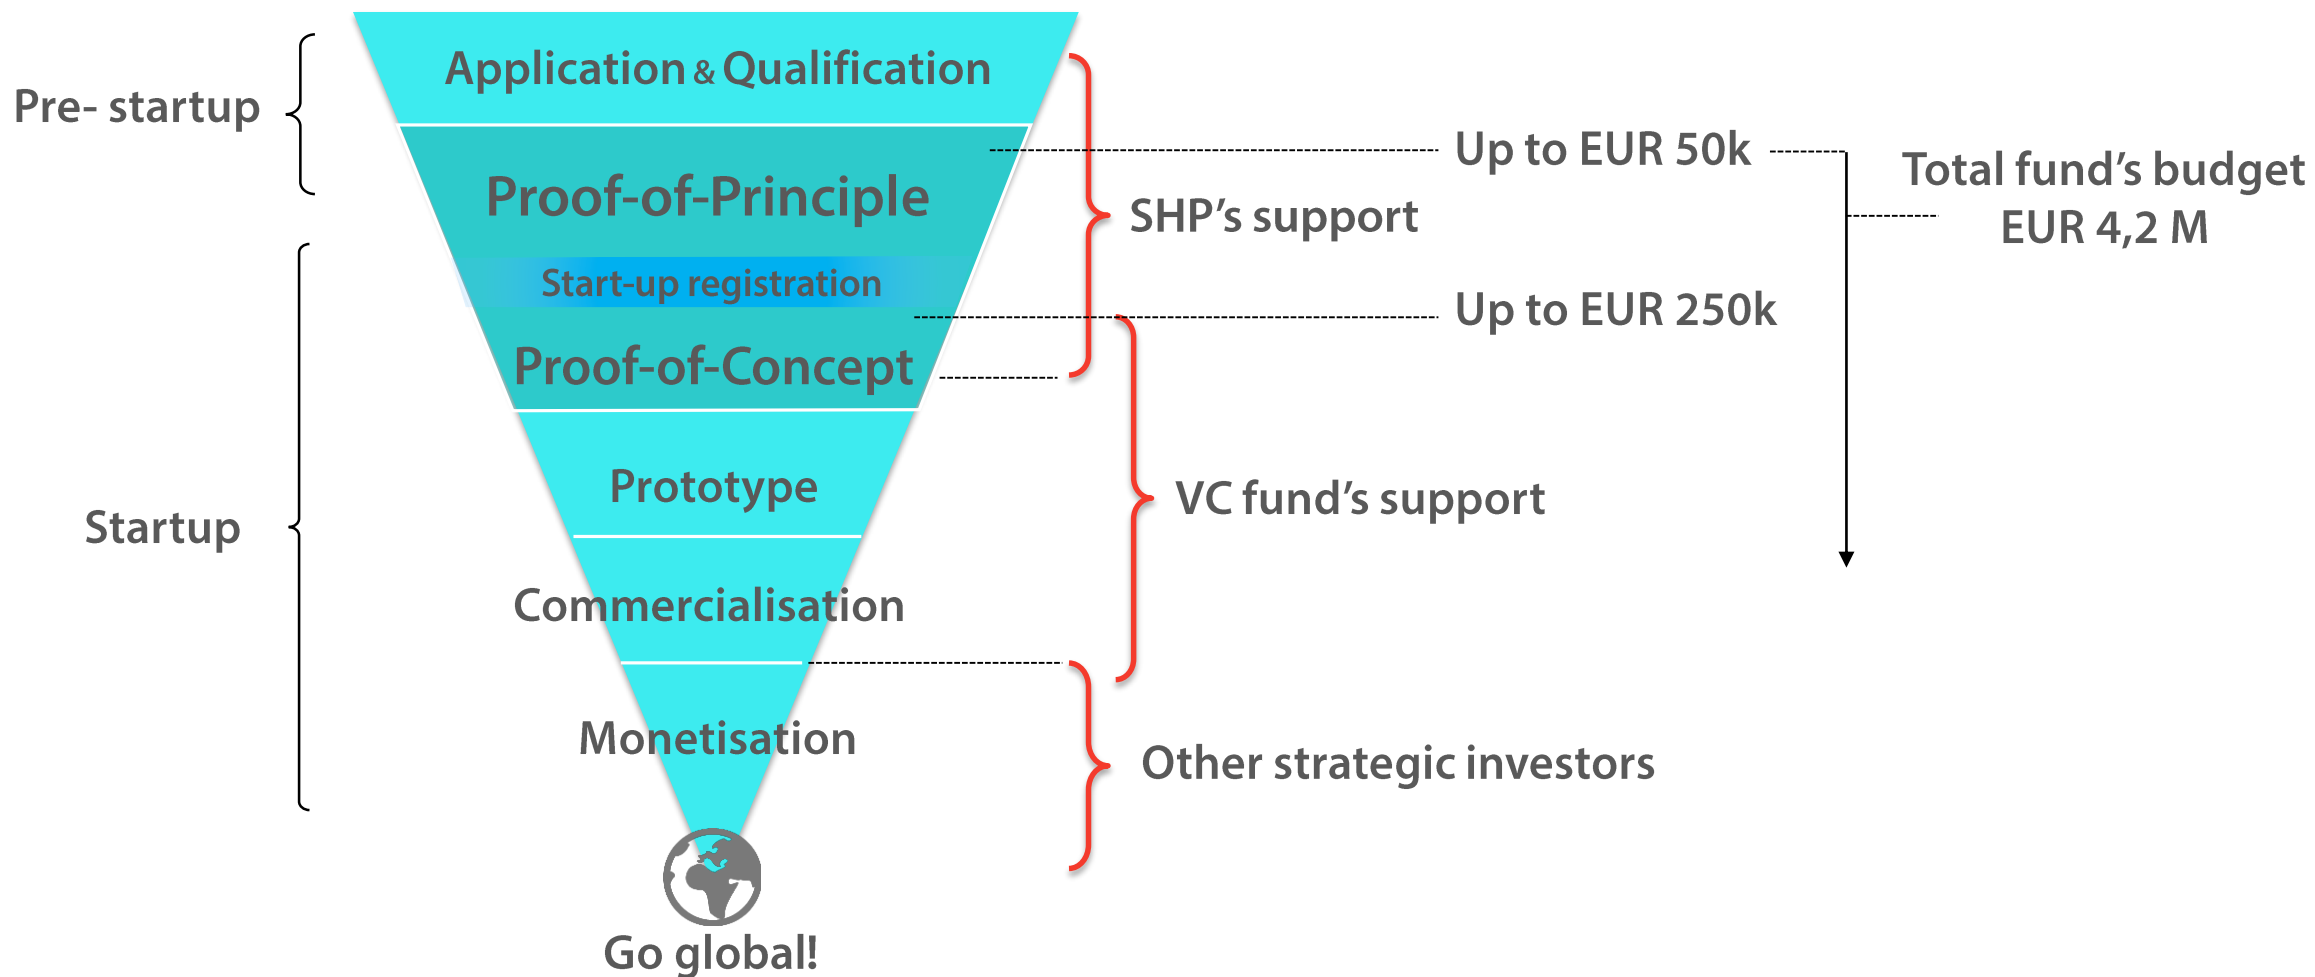 Application & Qualification
Pre- startup
Up to EUR 50k
Total fund’s budget
EUR 4,2 M
Proof-of-Principle
SHP’s support
Start-up registration
Up to EUR 250k
Proof-of-Concept
Prototype
VC fund’s support
Startup
Commercialisation
Monetisation
Other strategic investors
Go global!